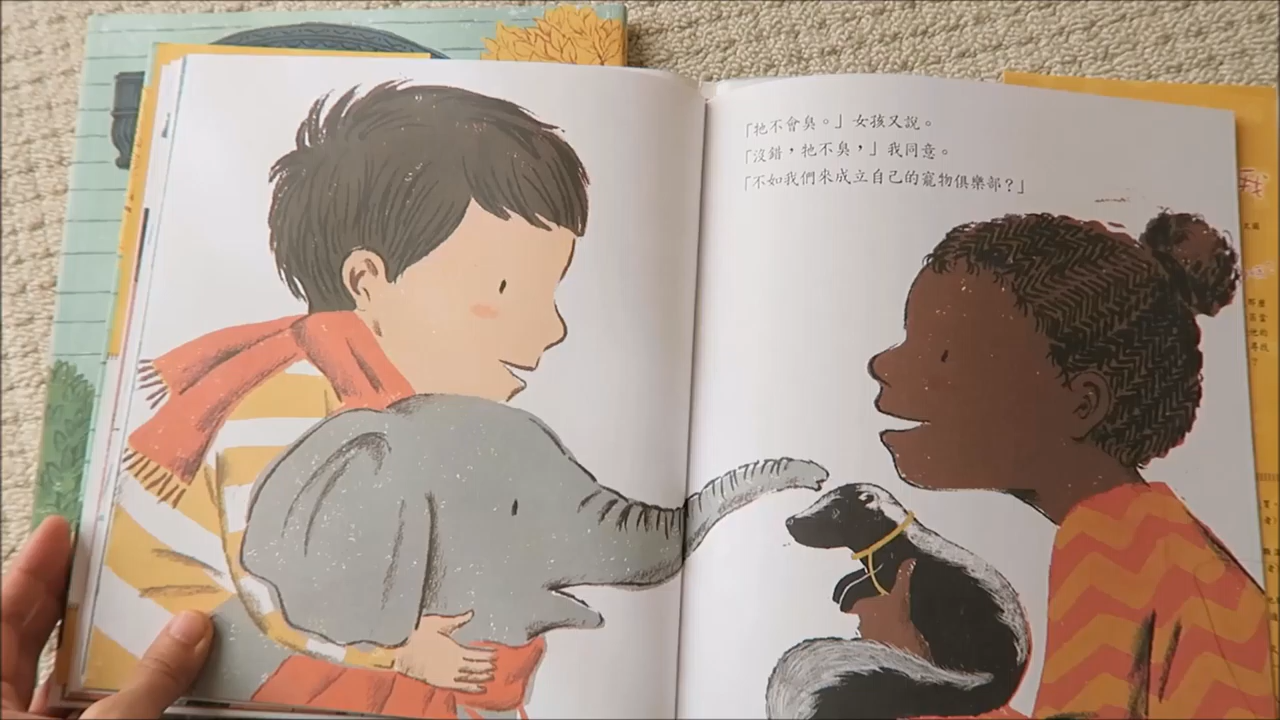 「牠不會臭。」女孩又說。
「沒錯，牠不臭，」我同意。
「不如我們來成立自己的寵物俱樂部？」
我